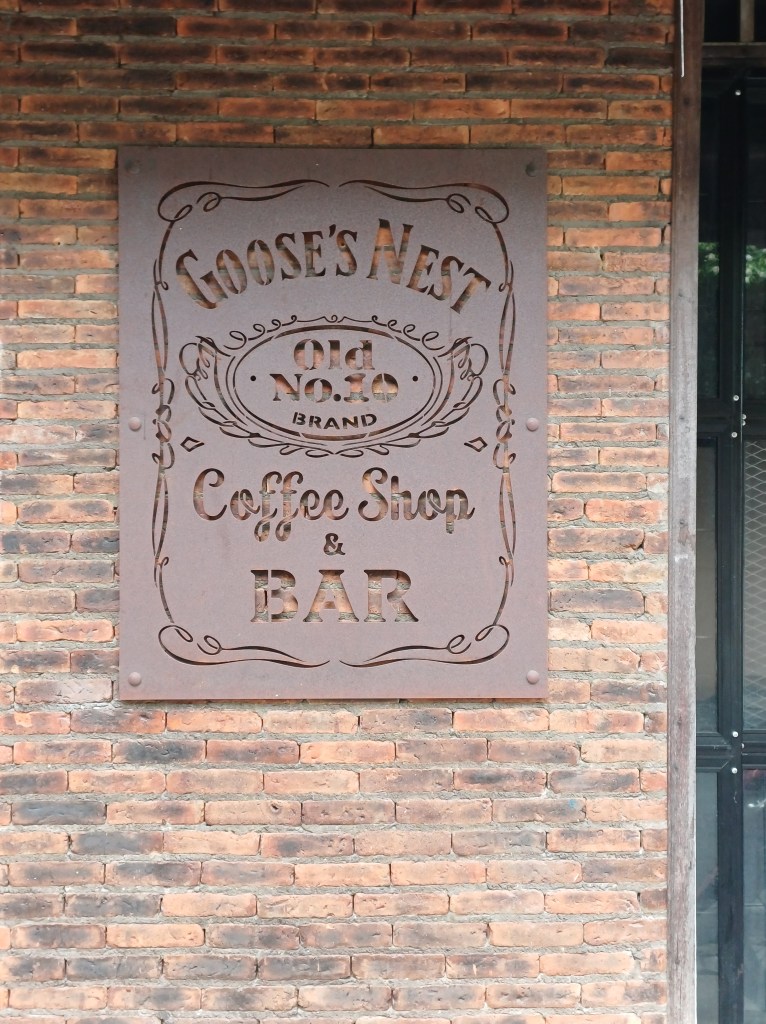 GOOSE'S NEST
Old
No.10
BRAND
Coffee Shop
&
BAR